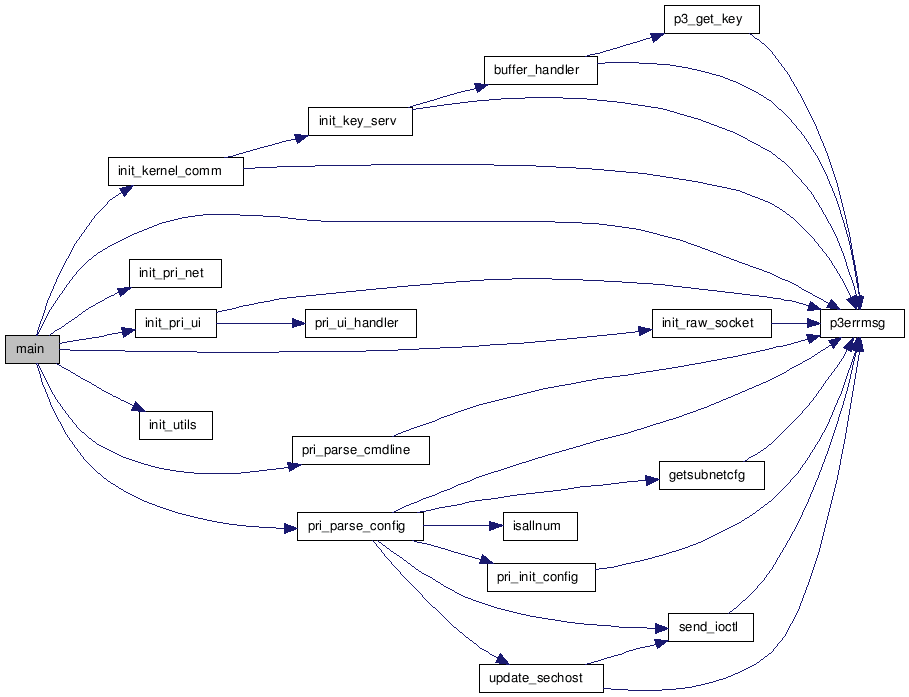 p3_get_key
buffer_handler
init_key_serv
init_kernel_comm
init_pri_net
init_pri_ui
pri_ui_handler
init_raw_socket
p3errmsg
main
init_utils
pri_parse_cmdline
getsubnetcfg
pri_parse_config
isallnum
pri_init_config
send_ioctl
update_sechost